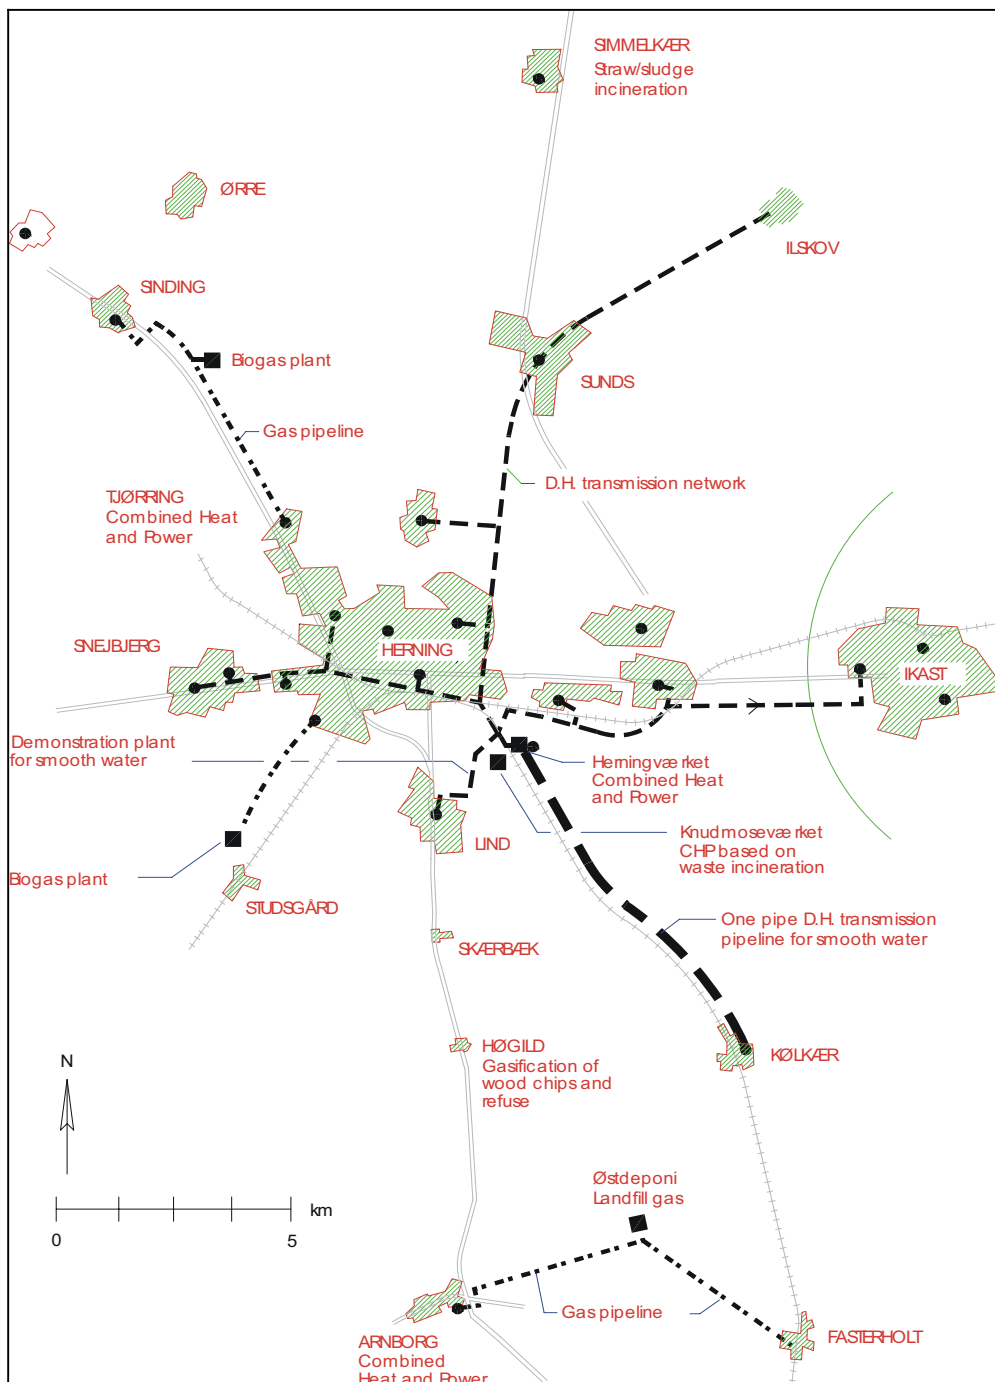 SIMMELKÆR
Straw/sludge
incineration
ØRRE
ILSKOV
SINDING
Biogas plant
SUNDS
Gas pipeline
D.H. transmission network
TJØRRING
Combined Heat
and Power
SNEJBJERG
HERNING
IKAST
Demonstration plant
for smooth water
Herningværket
Combined Heat
and Power
Knudmoseværket
CHP based on
waste incineration
LIND
Biogas plant
STUDSGÅRD
One pipe D.H. transmission
pipeline for smooth water
SKÆRBÆK
HØGILD
Gasification of
wood chips and
refuse
KØLKÆR
N
Østdeponi
Landfill gas
km
0 5
Gas pipeline
FASTERHOLT
ARNBORG
Combined
Heat and Power